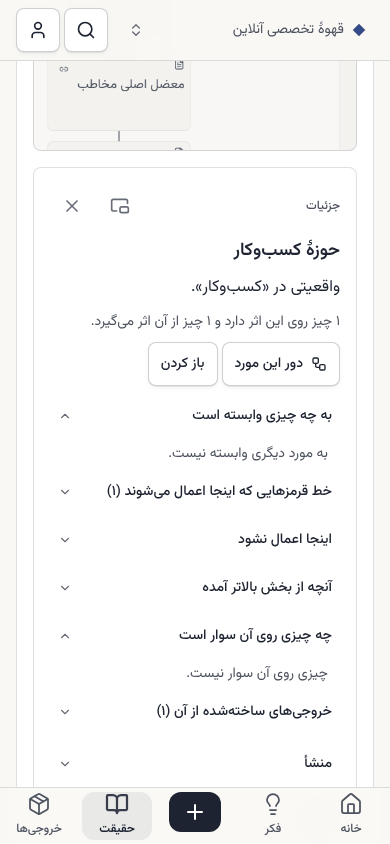 قهوهٔ تخصصی آنلاین
معضل اصلی مخاطب
جزئیات
حوزهٔ کسب‌وکار
واقعیتی در «کسب‌وکار».
۱ چیز روی این اثر دارد و ۱ چیز از آن اثر می‌گیرد.
دور این مورد
باز کردن
به چه چیزی وابسته است
به مورد دیگری وابسته نیست.
خط قرمزهایی که اینجا اعمال می‌شوند (۱)
اینجا اعمال نشود
آنچه از بخش بالاتر آمده
چه چیزی روی آن سوار است
چیزی روی آن سوار نیست.
خروجی‌های ساخته‌شده از آن (۱)
منشأ
خانه
فکر
حقیقت
خروجی‌ها